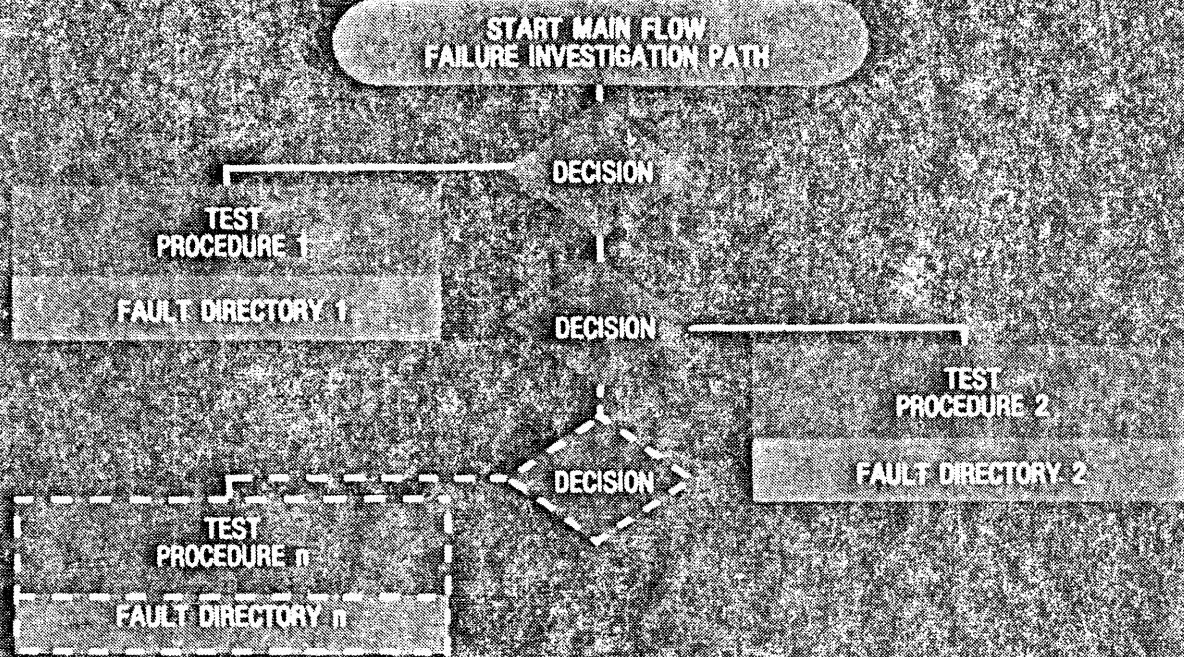 START MAIN FLOW
FAILURE INVESTIGATION PATH
DECISION
TEST
PROCEDURE 1
FAULT DIRECTORY 1
DECISION
TEST
PROCEDURE 2
FAULT DIRECTORY 2
DECISION
TEST
PROCEDURE n
FAULT DIRECTORY n